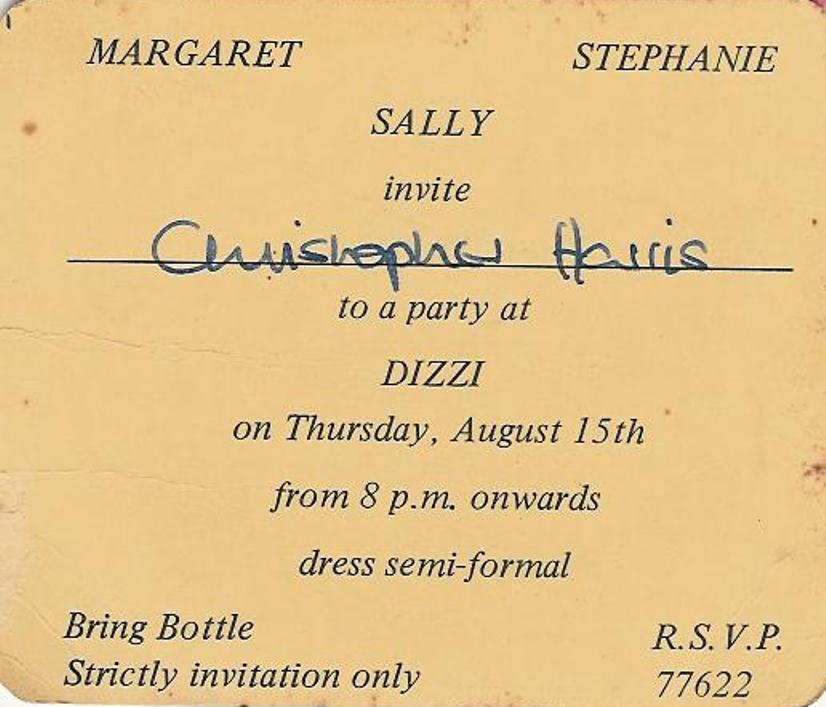 MARGARET STEPHANIE
SALLY
invite
Christopher Harris
to a party at
DIZZI
on Thursday, August 15th
from 8 p.m. onwards
dress semi-formal
Bring Bottle R.S.V.P.
Strictly invitation only 77622